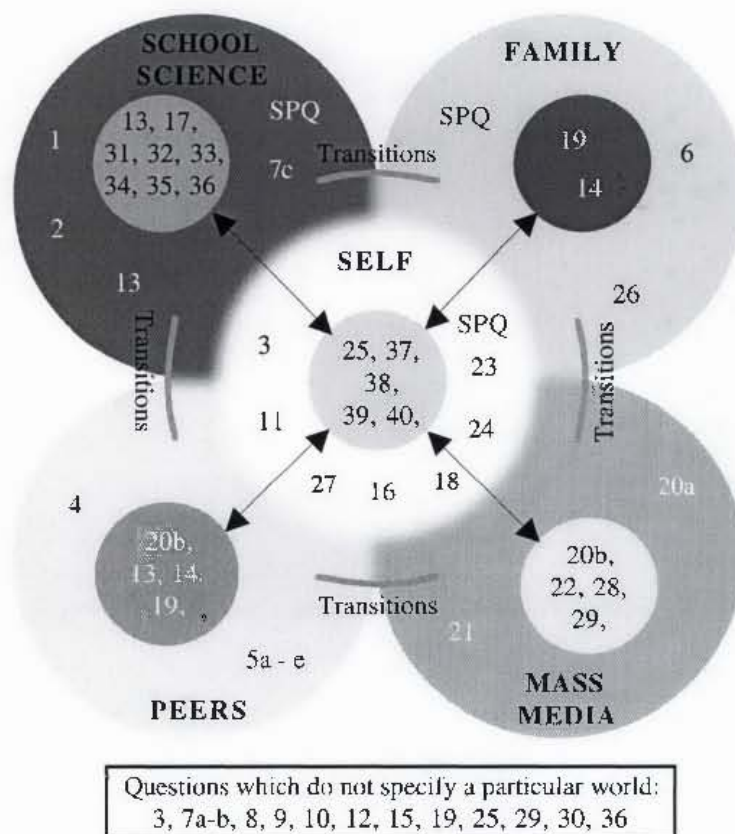 SCHOOL
SCIENCE
SPQ
1
13, 17,
31, 32, 33,
34, 35, 36
7c
2
13
Transitions
FAMILY
SPQ
19
14
6
26
SELF
SPQ
3
25, 37,
38,
39, 40,
23
11
24
27
16
18
Transitions
Transitions
4
20b,
13, 14,
19, ,
5a - e
PEERS
Transitions
20a
20b,
22, 28,
29,
21
MASS
MEDIA
Questions which do not specify a particular world:
3, 7a-b, 8, 9, 10, 12, 15, 19, 25, 29, 30, 36